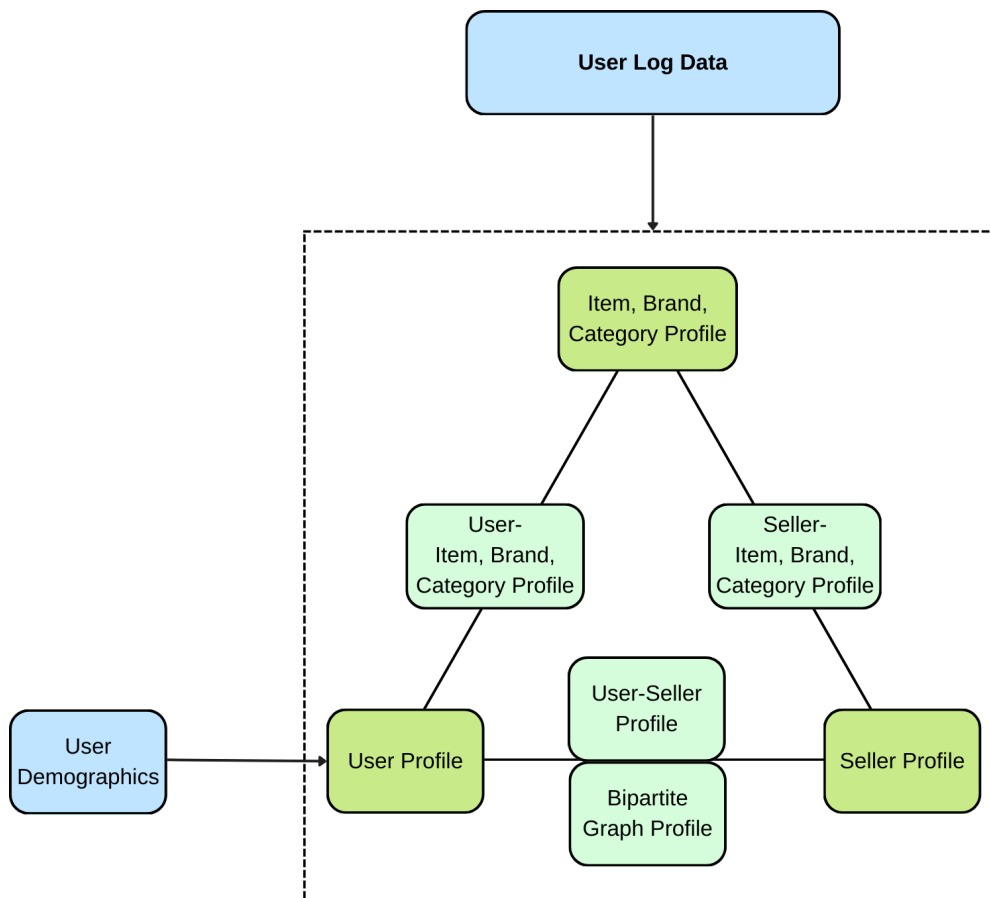 User Log Data
Item, Brand,
Category Profile
User-
Item, Brand,
Category Profile
Seller-
Item, Brand,
Category Profile
User-Seller
Profile
User
Demographics
User Profile
Seller Profile
Bipartite
Graph Profile